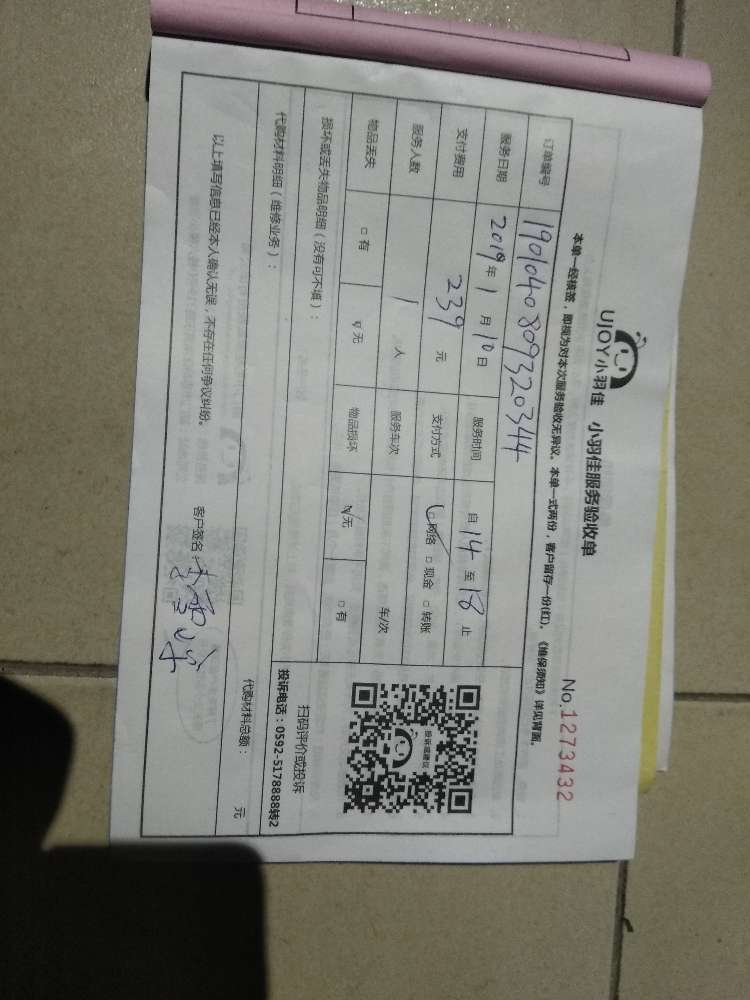 UJOY小羽佳 小羽佳服务验收单
No.1273432
本单一经核签，即视为对本次服务验收无异议。本单一式两份，客户留存一份(红)。《维保须知》详见背面。
订单编号 1901040809320344
服务日期 2019年1月10日 服务时间 自14至18止
支付费用 239元 支付方式 ☑网络 □现金 □转账
服务人数 1人 服务车次 车/次
物品丢失 □有 ☑无 物品损坏 ☑无 □有
损坏或丢失物品明细（没有可不填）：
投诉或建议
扫码评价或投诉
投诉电话：0592-5178888转2
代购材料明细（维修业务）：
代购材料总额： 元
以上填写信息已经本人确认无误，不存在任何争议纠纷。
客户签名：